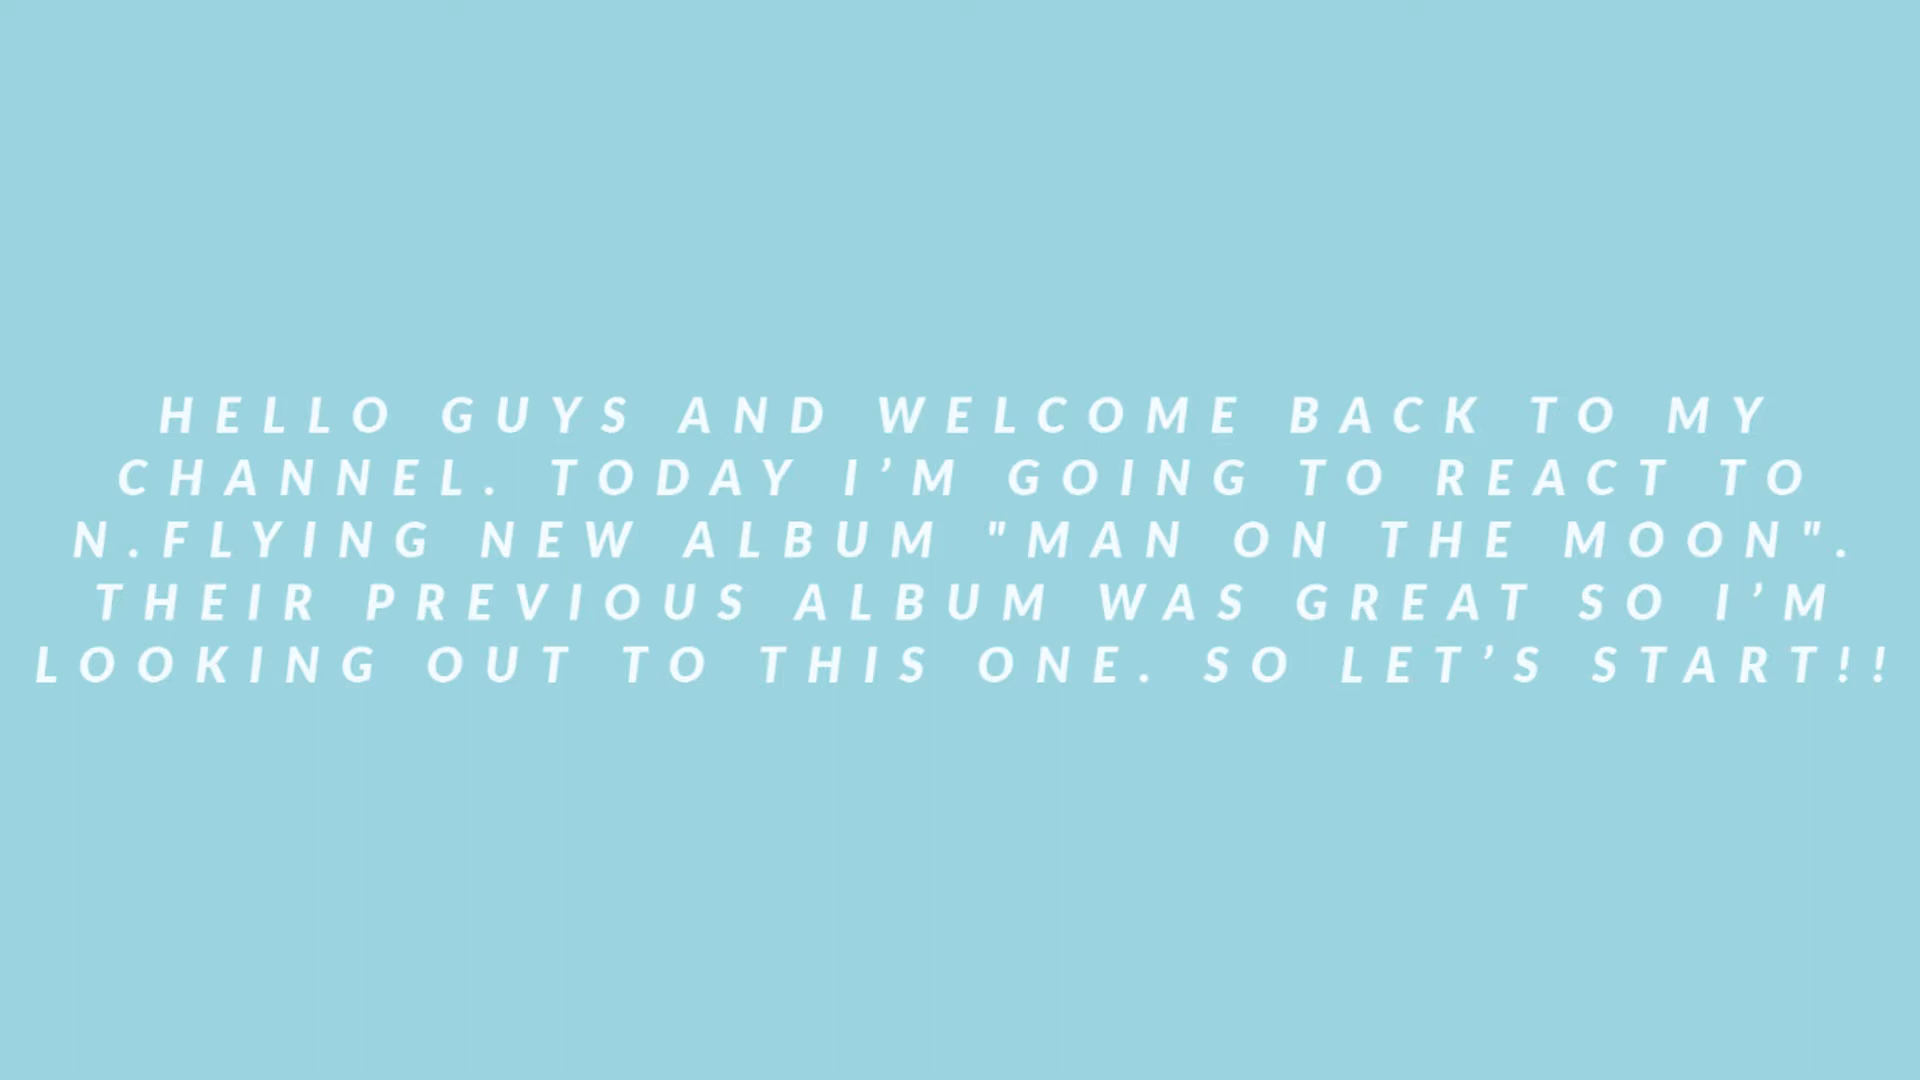 HELLO GUYS AND WELCOME BACK TO MY
CHANNEL. TODAY I’M GOING TO REACT TO
N.FLYING NEW ALBUM "MAN ON THE MOON".
THEIR PREVIOUS ALBUM WAS GREAT SO I’M
LOOKING OUT TO THIS ONE. SO LET’S START!!